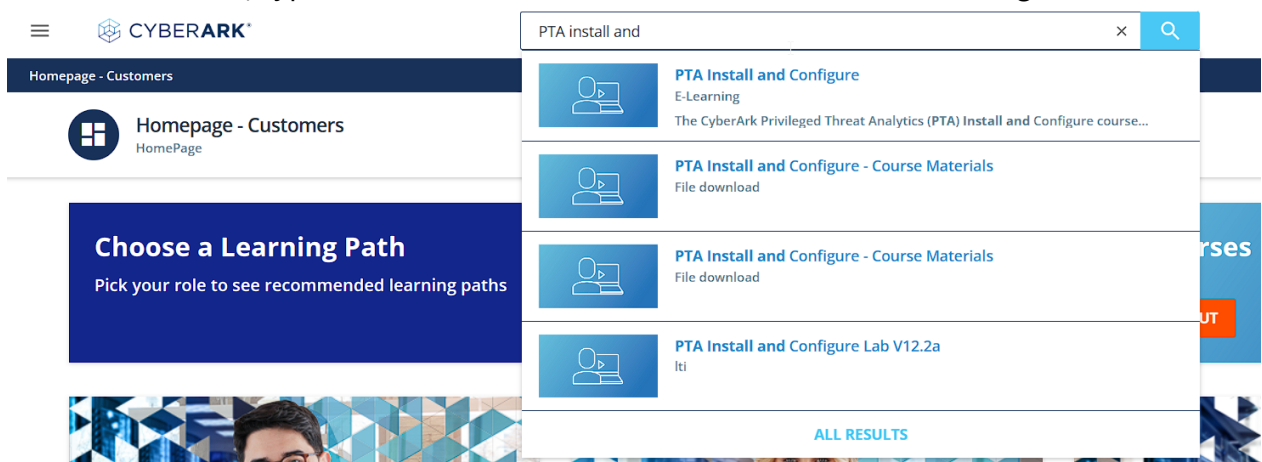 CYBERARK®
PTA install and
Homepage - Customers
Homepage - Customers
HomePage
PTA Install and Configure
E-Learning
The CyberArk Privileged Threat Analytics (PTA) Install and Configure course...
PTA Install and Configure - Course Materials
File download
Choose a Learning Path
Pick your role to see recommended learning paths
PTA Install and Configure - Course Materials
File download
rses
UT
PTA Install and Configure Lab V12.2a
lti
ALL RESULTS